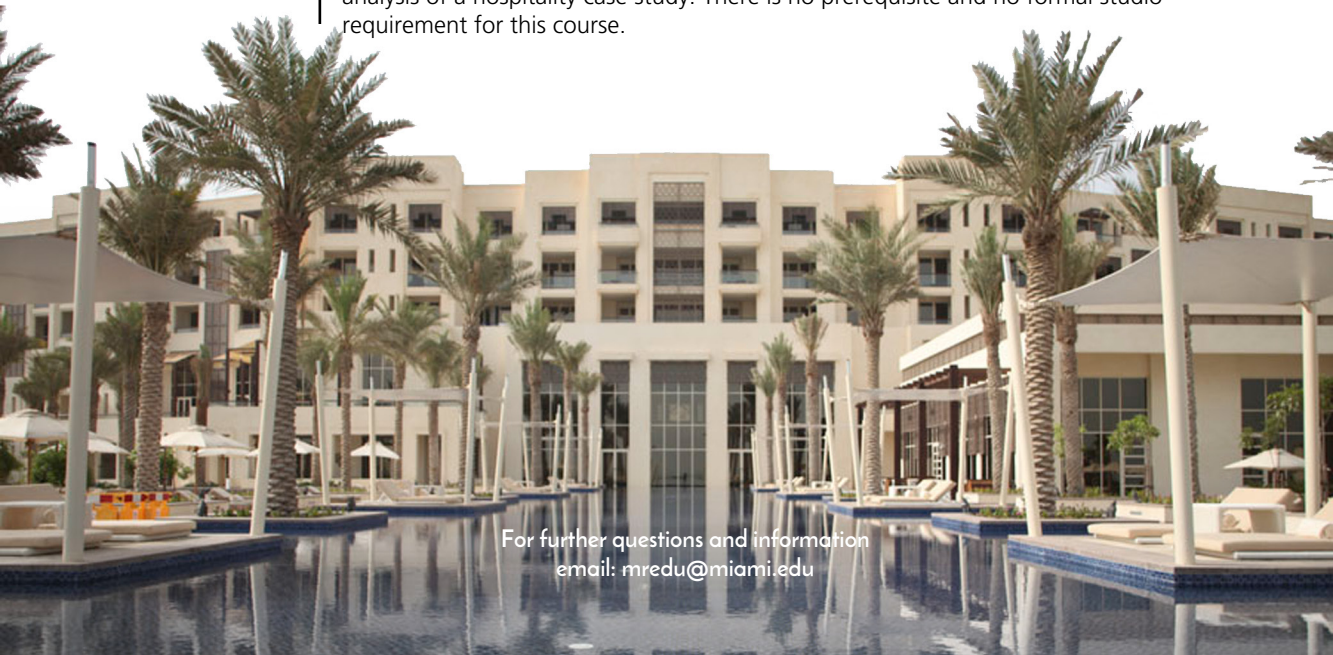 analysis of a hospitality case study. There is no prerequisite and no formal studio
requirement for this course.
For further questions and information
email: mredu@miami.edu